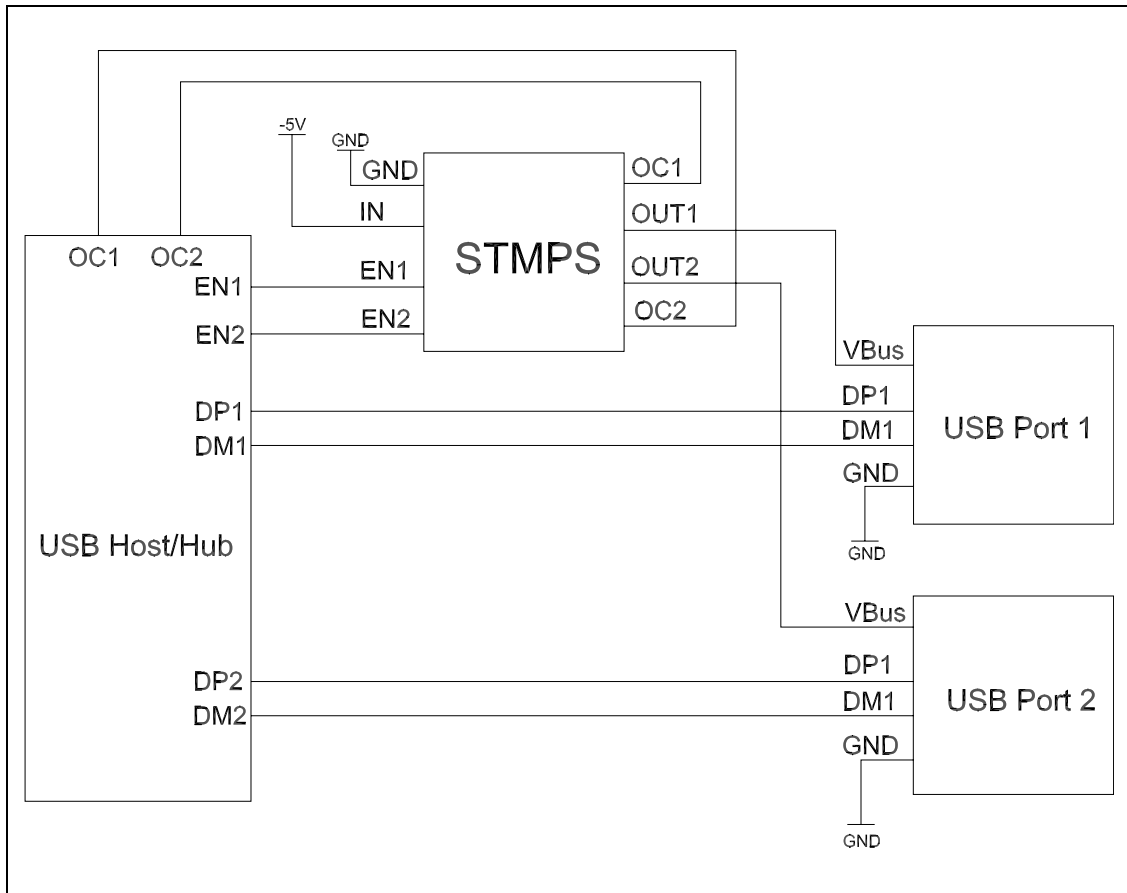 -5V
GND
GND
OC1
IN
OUT1
STMPS
OC1
OC2
EN1
OUT2
EN1
EN2
OC2
EN2
VBus
DP1
DP1
USB Port 1
DM1
DM1
GND
USB Host/Hub
GND
VBus
DP2
DP1
USB Port 2
DM2
DM1
GND
GND